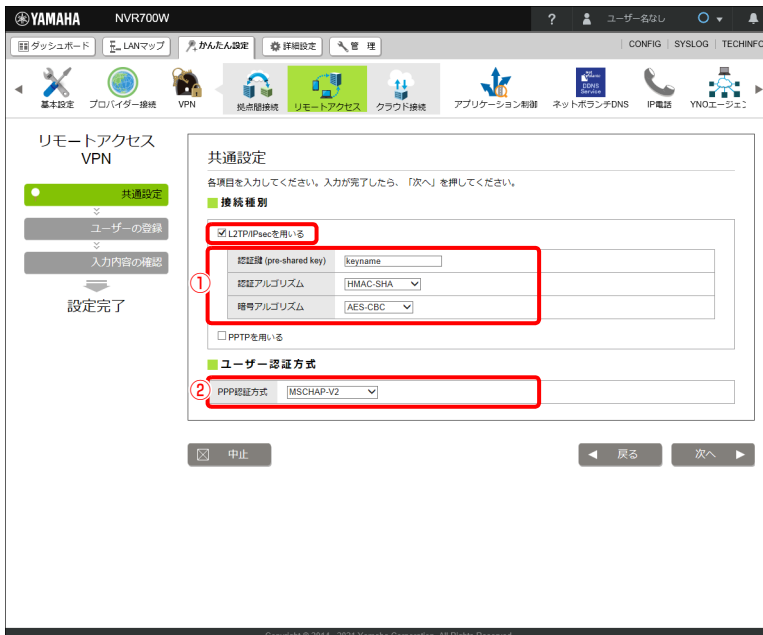 YAMAHA NVR700W ? ユーザー名なし
ダッシュボード LANマップ かんたん設定 詳細設定 管 理 CONFIG SYSLOG TECHINFO
基本設定 プロバイダー接続 VPN 拠点間接続 リモートアクセス クラウド接続 アプリケーション制御 ネットボランチDNS IP電話 YNOエージェ
DDNS
Service
リモートアクセス
VPN
共通設定
ユーザーの登録
入力内容の確認
設定完了
共通設定
各項目を入力してください。入力が完了したら、「次へ」を押してください。
接続種別
L2TP/IPsecを用いる
①
認証鍵 (pre-shared key) keyname
認証アルゴリズム HMAC-SHA
暗号アルゴリズム AES-CBC
PPTPを用いる
ユーザー認証方式
②
PPP認証方式 MSCHAP-V2
中止 戻る 次へ
Copyright © 2014 - 2021 Yamaha Corporation. All Rights Reserved.